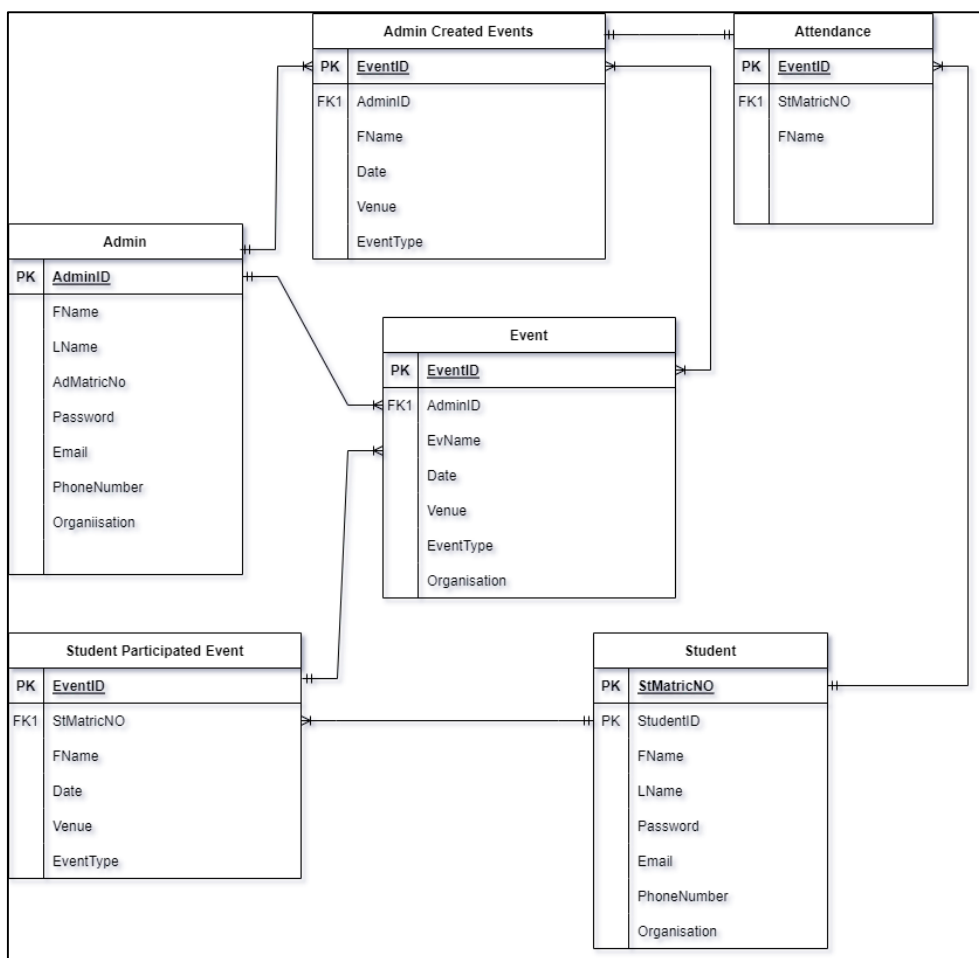 Admin Created Events
PK EventID
FK1 AdminID
FName
Date
Venue
EventType
Attendance
PK EventID
FK1 StMatricNO
FName
Admin
PK AdminID
FName
LName
AdMatricNo
Password
Email
PhoneNumber
Organiisation
Event
PK EventID
FK1 AdminID
EvName
Date
Venue
EventType
Organisation
Student Participated Event
PK EventID
FK1 StMatricNO
FName
Date
Venue
EventType
Student
PK StMatricNO
PK StudentID
FName
LName
Password
Email
PhoneNumber
Organisation